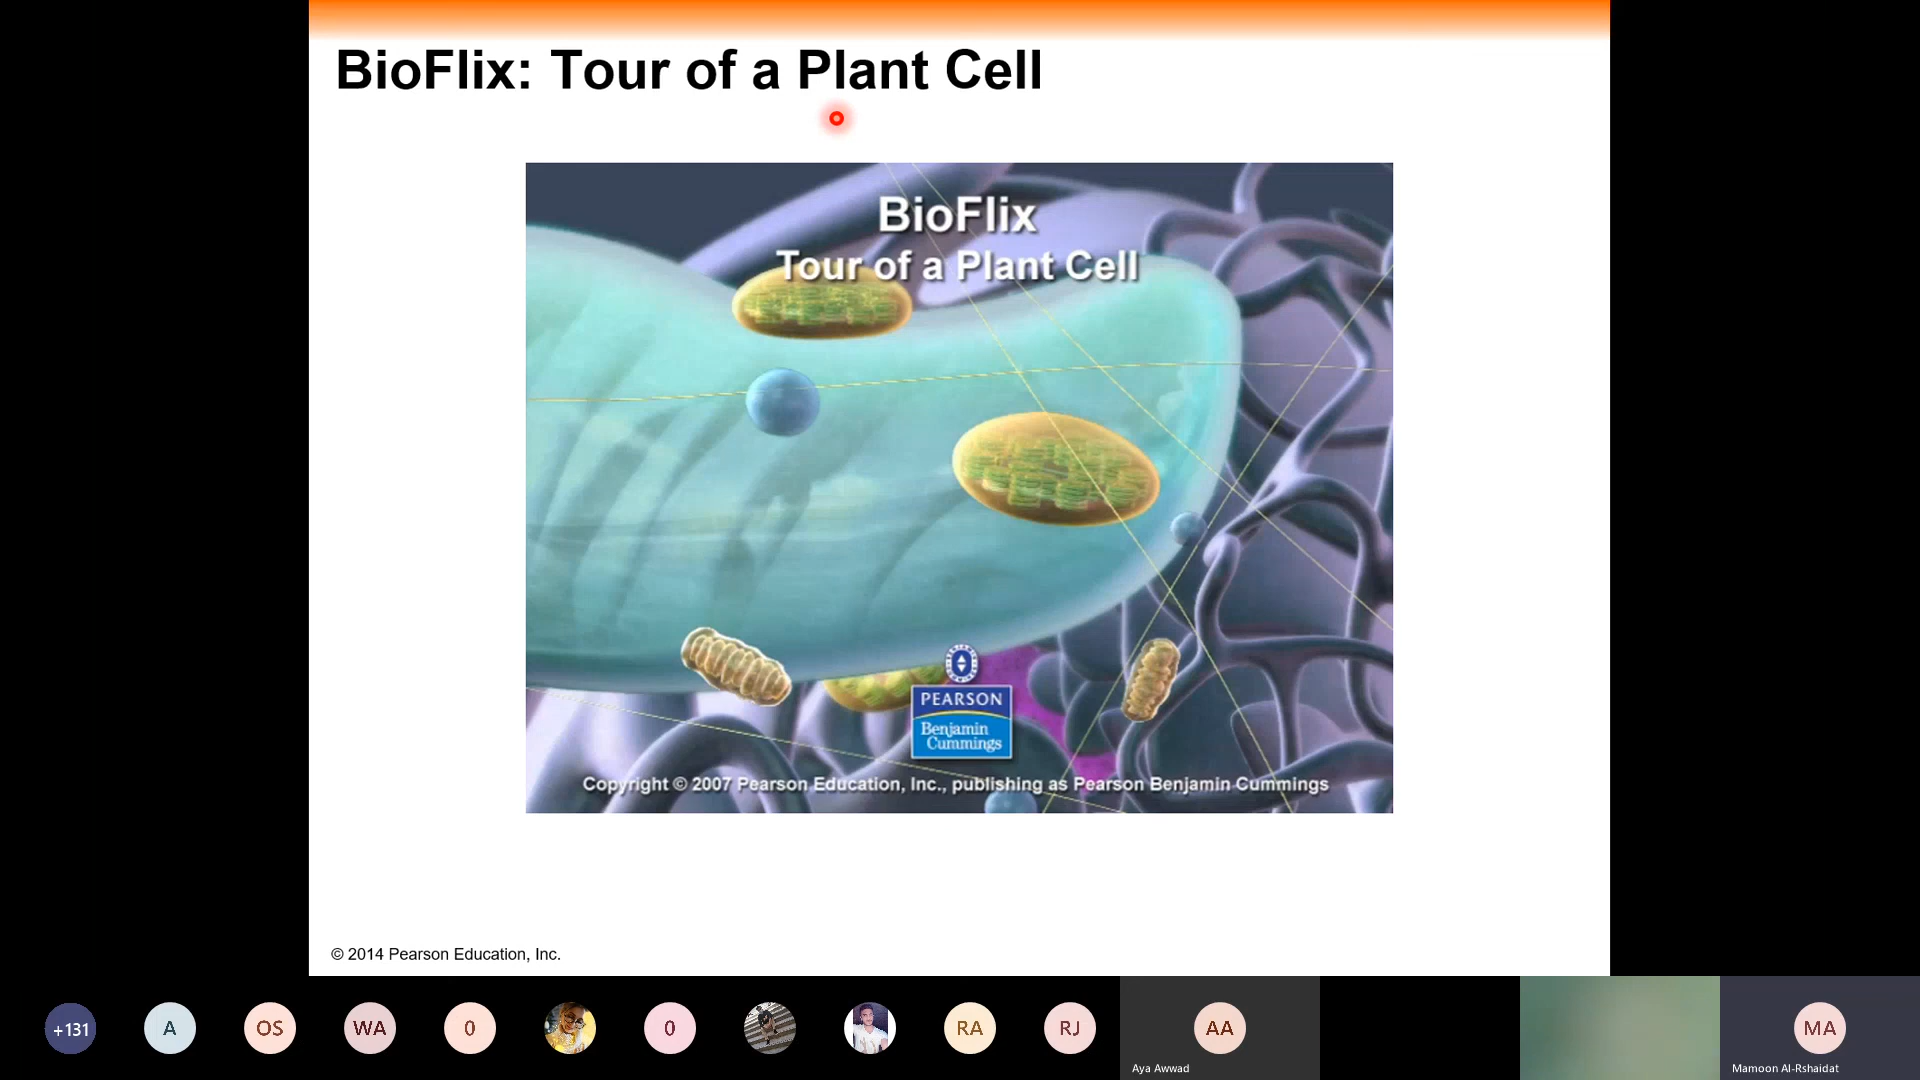 BioFlix: Tour of a Plant Cell
BioFlix
Tour of a Plant Cell
PEARSON
Benjamin
Cummings
Copyright © 2007 Pearson Education, Inc., publishing as Pearson Benjamin Cummings
© 2014 Pearson Education, Inc.
+131
A
OS
WA
0
0
RA
RJ
AA
MA
Aya Awwad
Mamoon Al-Rshaidat